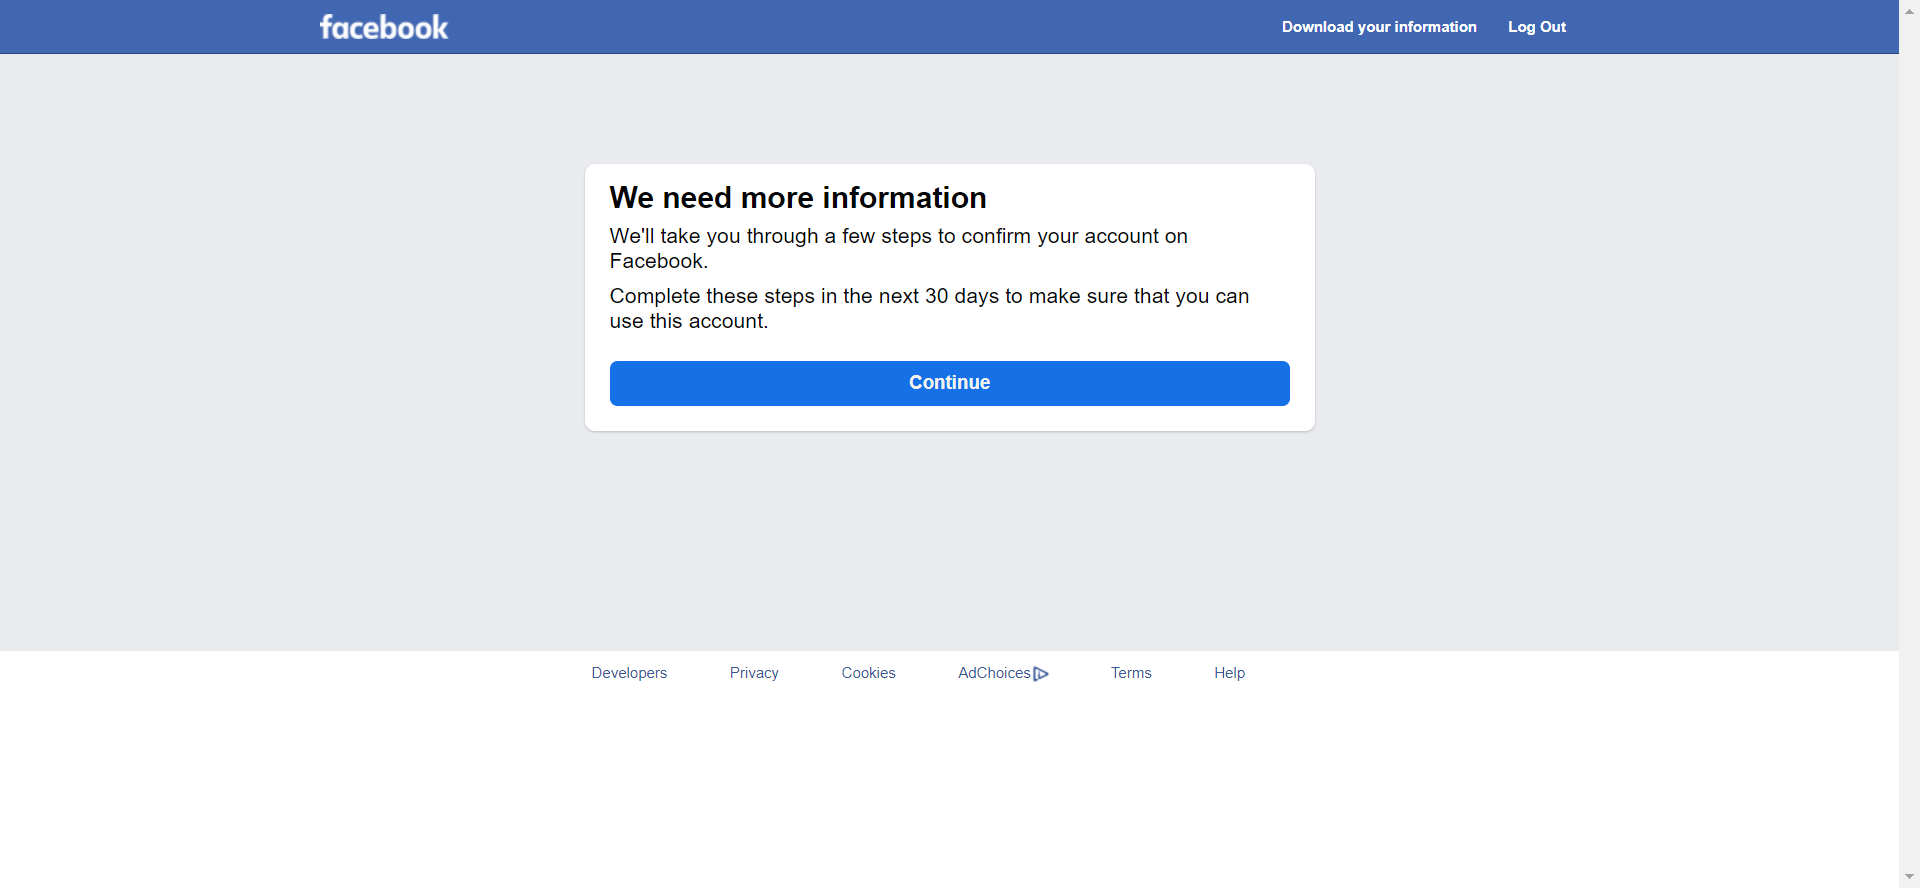 facebook
Download your information
Log Out
We need more information
We'll take you through a few steps to confirm your account on
Facebook.
Complete these steps in the next 30 days to make sure that you can
use this account.
Continue
Developers
Privacy
Cookies
AdChoices
Terms
Help